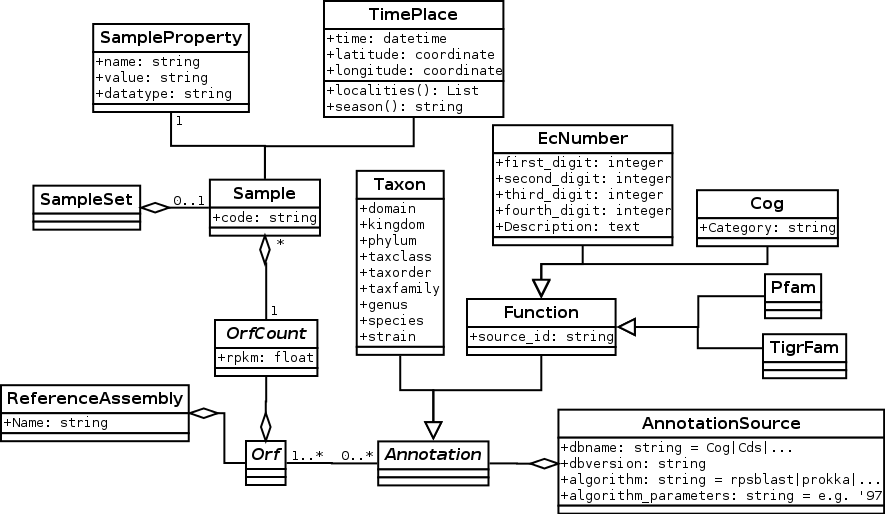 TimePlace
+time: datetime
+latitude: coordinate
+longitude: coordinate
+localities(): List
+season(): string
SampleProperty
+name: string
+value: string
+datatype: string
1
EcNumber
+first_digit: integer
+second_digit: integer
+third_digit: integer
+fourth_digit: integer
+Description: text
Taxon
+domain
+kingdom
+phylum
+taxclass
+taxorder
+taxfamily
+genus
+species
+strain
Sample
+code: string
SampleSet
0..1
*
Cog
+Category: string
Pfam
Function
+source_id: string
TigrFam
1
OrfCount
+rpkm: float
ReferenceAssembly
+Name: string
Orf
1..*
0..*
Annotation
AnnotationSource
+dbname: string = Cog|Cds|...
+dbversion: string
+algorithm: string = rpsblast|prokka|...
+algorithm_parameters: string = e.g. '97